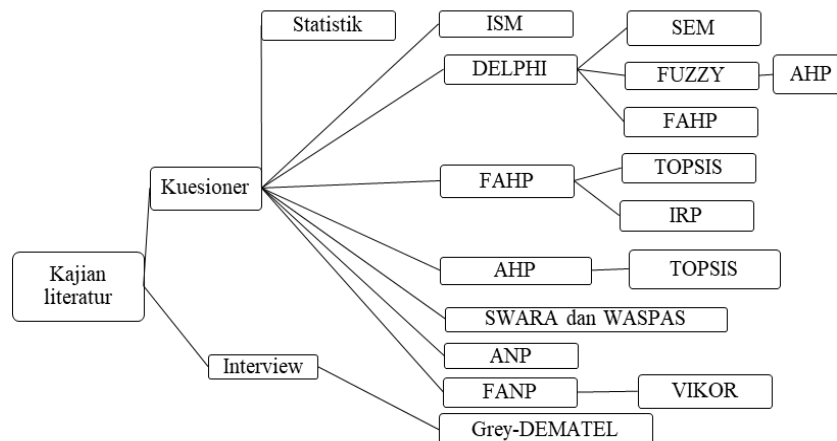 Statistik
ISM
SEM
DELPHI
FUZZY
AHP
FAHP
Kuesioner
FAHP
TOPSIS
IRP
Kajian
literatur
AHP
TOPSIS
SWARA dan WASPAS
Interview
ANP
FANP
VIKOR
Grey-DEMATEL